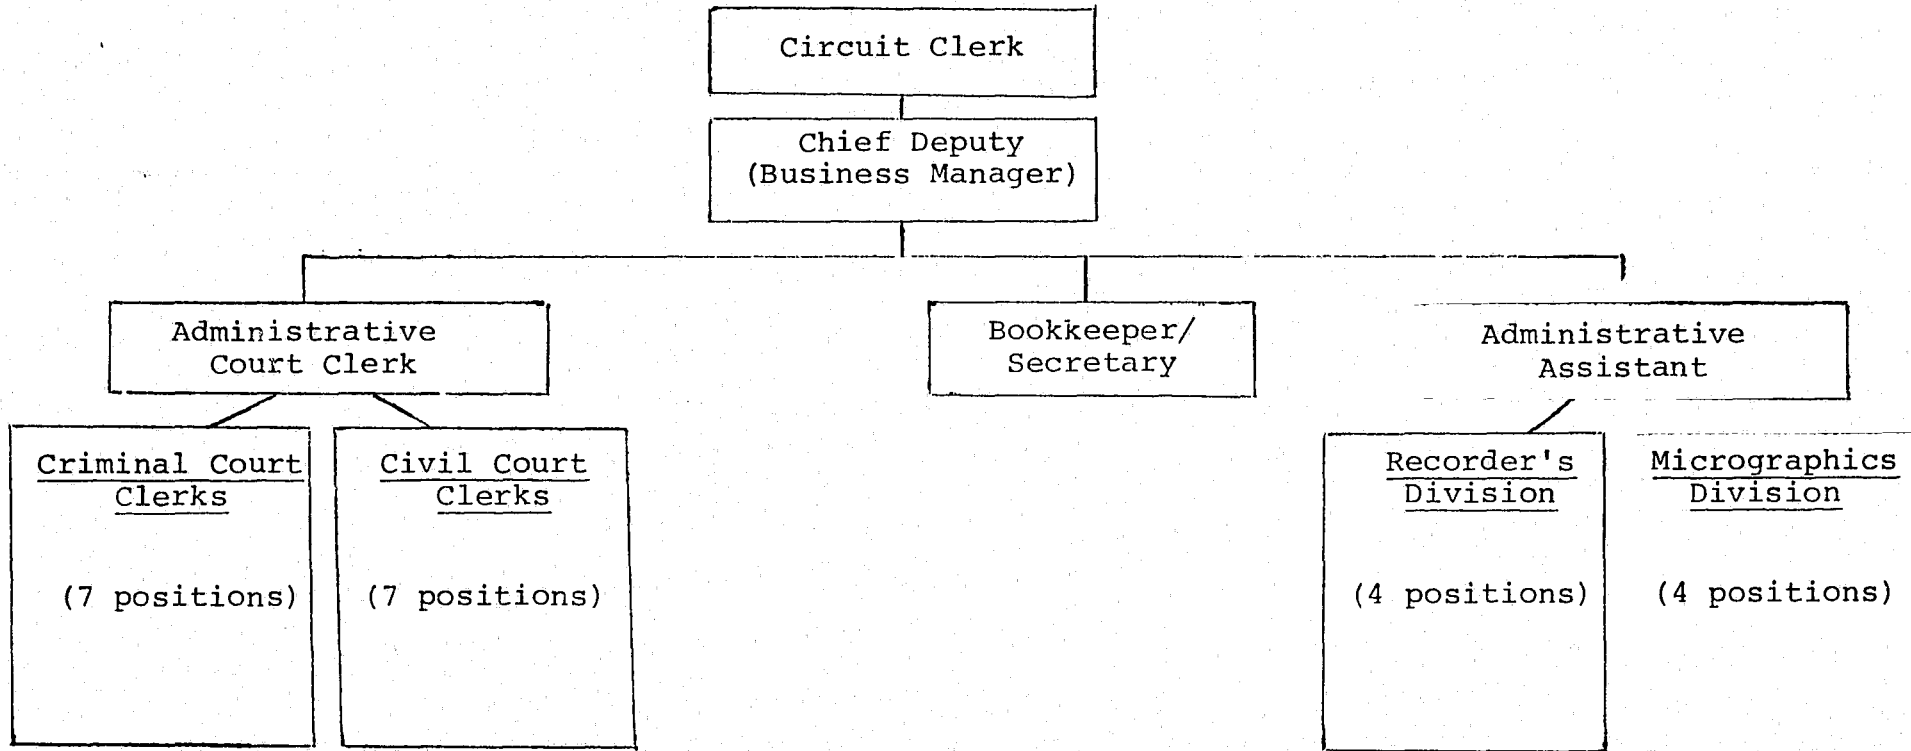 Circuit Clerk
Chief Deputy
(Business Manager)
Administrative
Court Clerk
Bookkeeper/
Secretary
Administrative
Assistant
Criminal Court
Clerks
(7 positions)
Civil Court
Clerks
(7 positions)
Recorder's
Division
(4 positions)
Micrographics
Division
(4 positions)